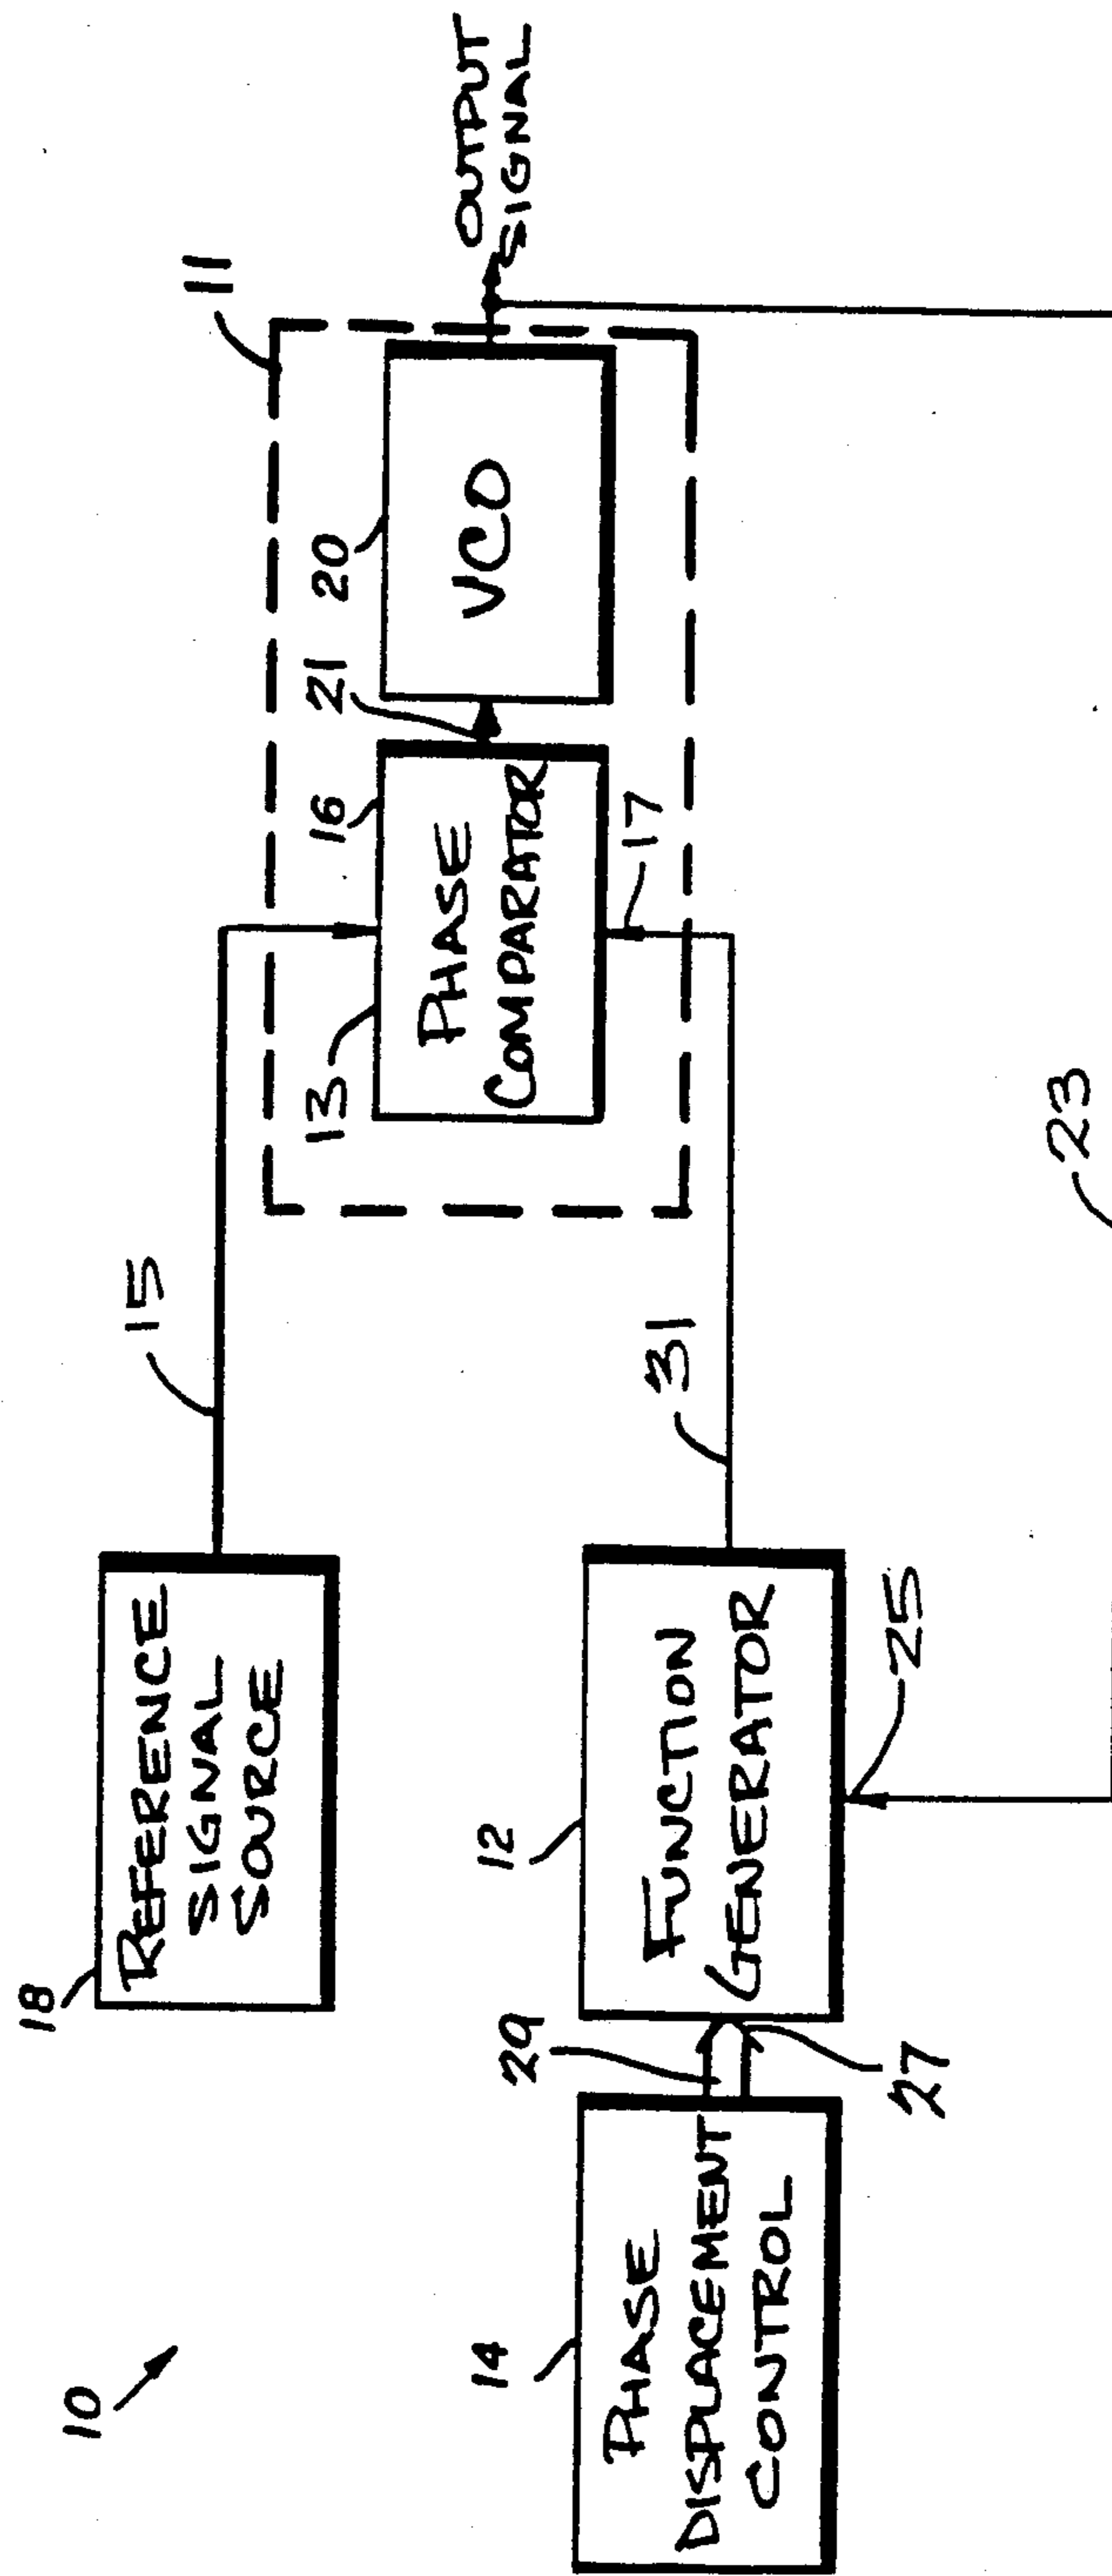 10
18
REFERENCE
SIGNAL
SOURCE
15
11
13
16
PHASE
COMPARATOR
21
20
VCO
OUTPUT
SIGNAL
17
14
PHASE
DISPLACEMENT
CONTROL
29
27
12
FUNCTION
GENERATOR
31
25
23